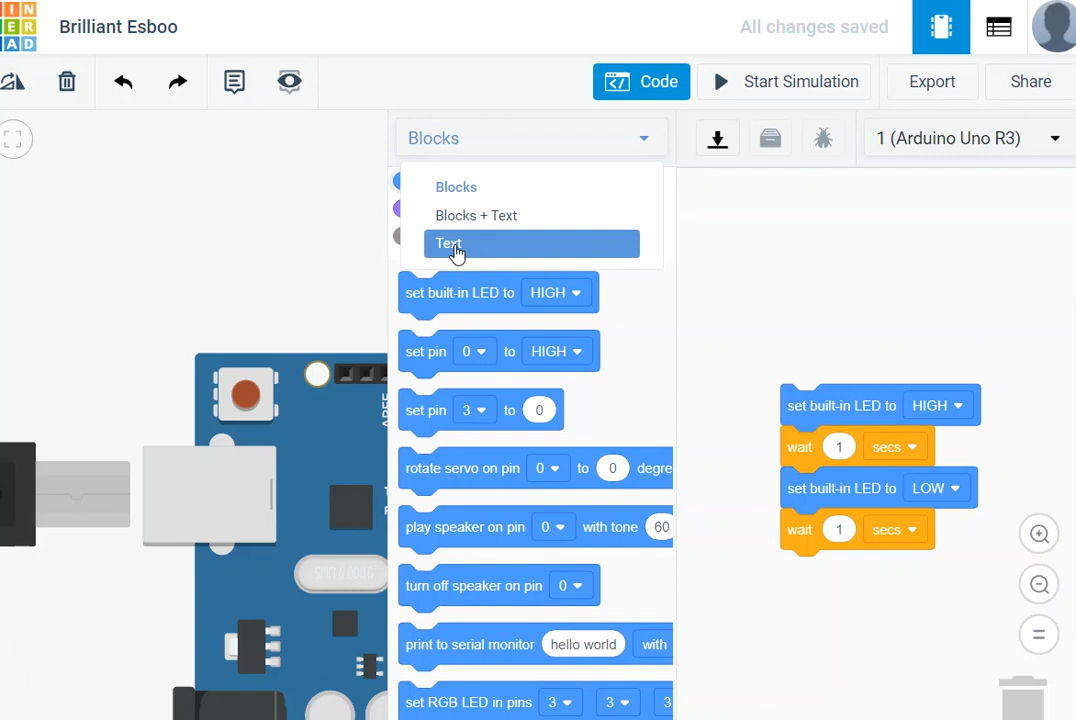 IN
ER
AD
Brilliant Esboo
All changes saved
Code
Start Simulation
Export
Share
Blocks
1 (Arduino Uno R3)
Blocks
Blocks + Text
Text
set built-in LED to HIGH
set pin 0 to HIGH
set pin 3 to 0
rotate servo on pin 0 to 0 degre
play speaker on pin 0 with tone 60
turn off speaker on pin 0
print to serial monitor hello world with
set RGB LED in pins 3 3 3
set built-in LED to HIGH
wait 1 secs
set built-in LED to LOW
wait 1 secs
AREF